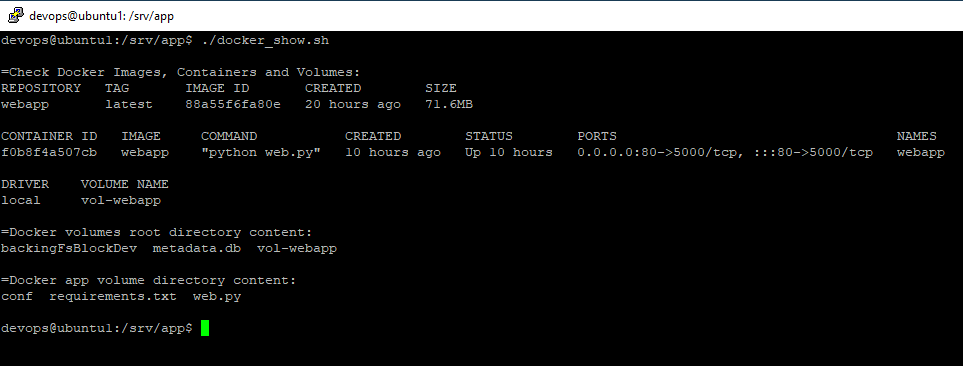 devops@ubuntu1: /srv/app
devops@ubuntu1:/srv/app$ ./docker_show.sh
=Check Docker Images, Containers and Volumes:
REPOSITORY   TAG       IMAGE ID       CREATED        SIZE
webapp       latest    88a55f6fa80e   20 hours ago   71.6MB
CONTAINER ID   IMAGE     COMMAND           CREATED        STATUS        PORTS                                   NAMES
f0b8f4a507cb   webapp    "python web.py"   10 hours ago   Up 10 hours   0.0.0.0:80->5000/tcp, :::80->5000/tcp   webapp
DRIVER    VOLUME NAME
local     vol-webapp
=Docker volumes root directory content:
backingFsBlockDev  metadata.db  vol-webapp
=Docker app volume directory content:
conf  requirements.txt  web.py
devops@ubuntu1:/srv/app$